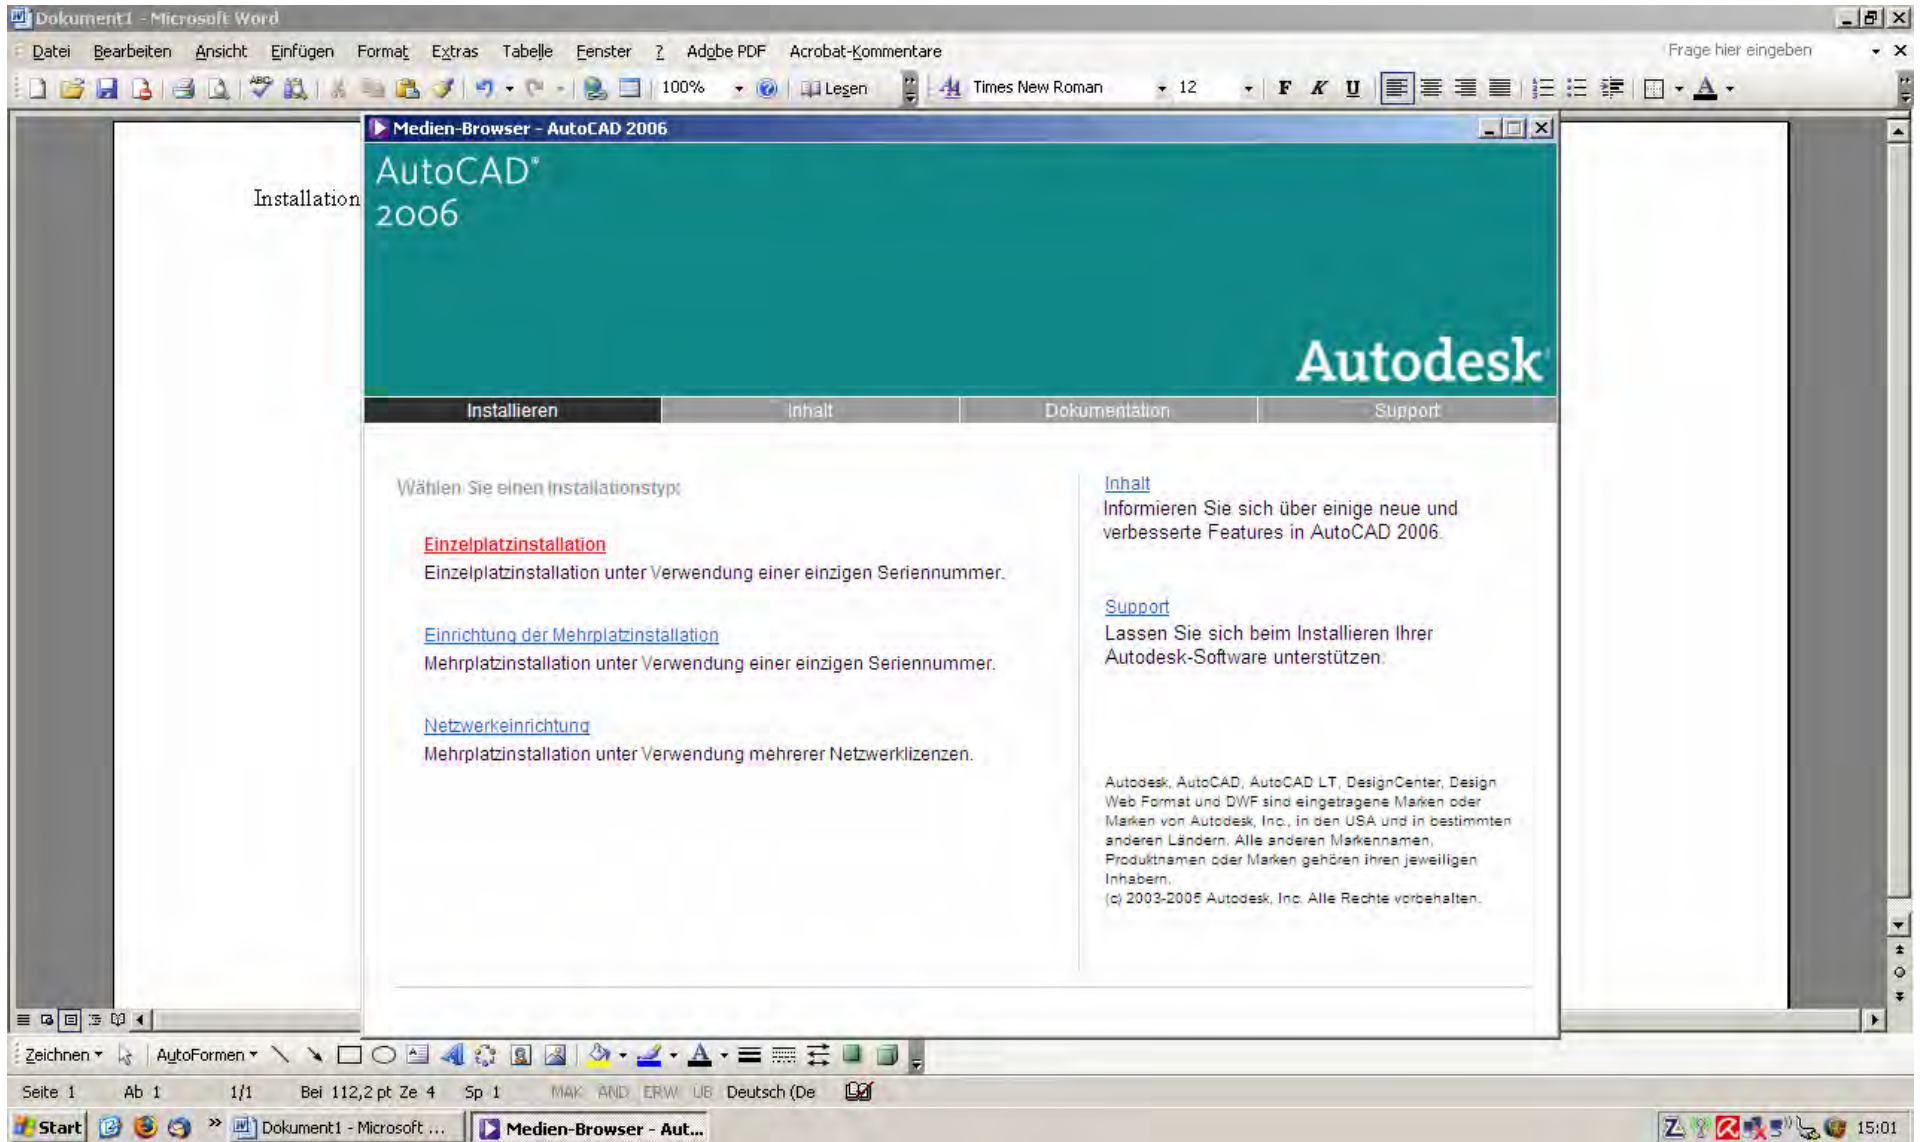 Dokument1 - Microsoft Word
Datei Bearbeiten Ansicht Einfügen Format Extras Tabelle Fenster ? Adobe PDF Acrobat-Kommentare Frage hier eingeben
100% Lesen Times New Roman 12 F K U
Medien-Browser - AutoCAD 2006
AutoCAD®
2006
Installation
Autodesk
Installieren Inhalt Dokumentation Support
Wählen Sie einen Installationstyp:
Einzelplatzinstallation
Einzelplatzinstallation unter Verwendung einer einzigen Seriennummer.
Einrichtung der Mehrplatzinstallation
Mehrplatzinstallation unter Verwendung einer einzigen Seriennummer.
Netzwerkeinrichtung
Mehrplatzinstallation unter Verwendung mehrerer Netzwerklizenzen.
Inhalt
Informieren Sie sich über einige neue und
verbesserte Features in AutoCAD 2006.
Support
Lassen Sie sich beim Installieren Ihrer
Autodesk-Software unterstützen.
Autodesk, AutoCAD, AutoCAD LT, DesignCenter, Design
Web Format und DWF sind eingetragene Marken oder
Marken von Autodesk, Inc., in den USA und in bestimmten
anderen Ländern. Alle anderen Markennamen,
Produktnamen oder Marken gehören ihren jeweiligen
Inhabern.
(c) 2003-2005 Autodesk, Inc. Alle Rechte vorbehalten.
Zeichnen AutoFormen
Seite 1 Ab 1 1/1 Bei 112,2 pt Ze 4 Sp 1 MAK ÄND ERW ÜB Deutsch (De
Start Dokument1 - Microsoft ... Medien-Browser - Aut... 15:01